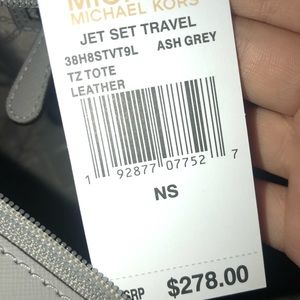 MICHAEL KORS
JET SET TRAVEL
38H8STVT9L ASH GREY
TZ TOTE
LEATHER
1 92877 07752 7
NS
$278.00